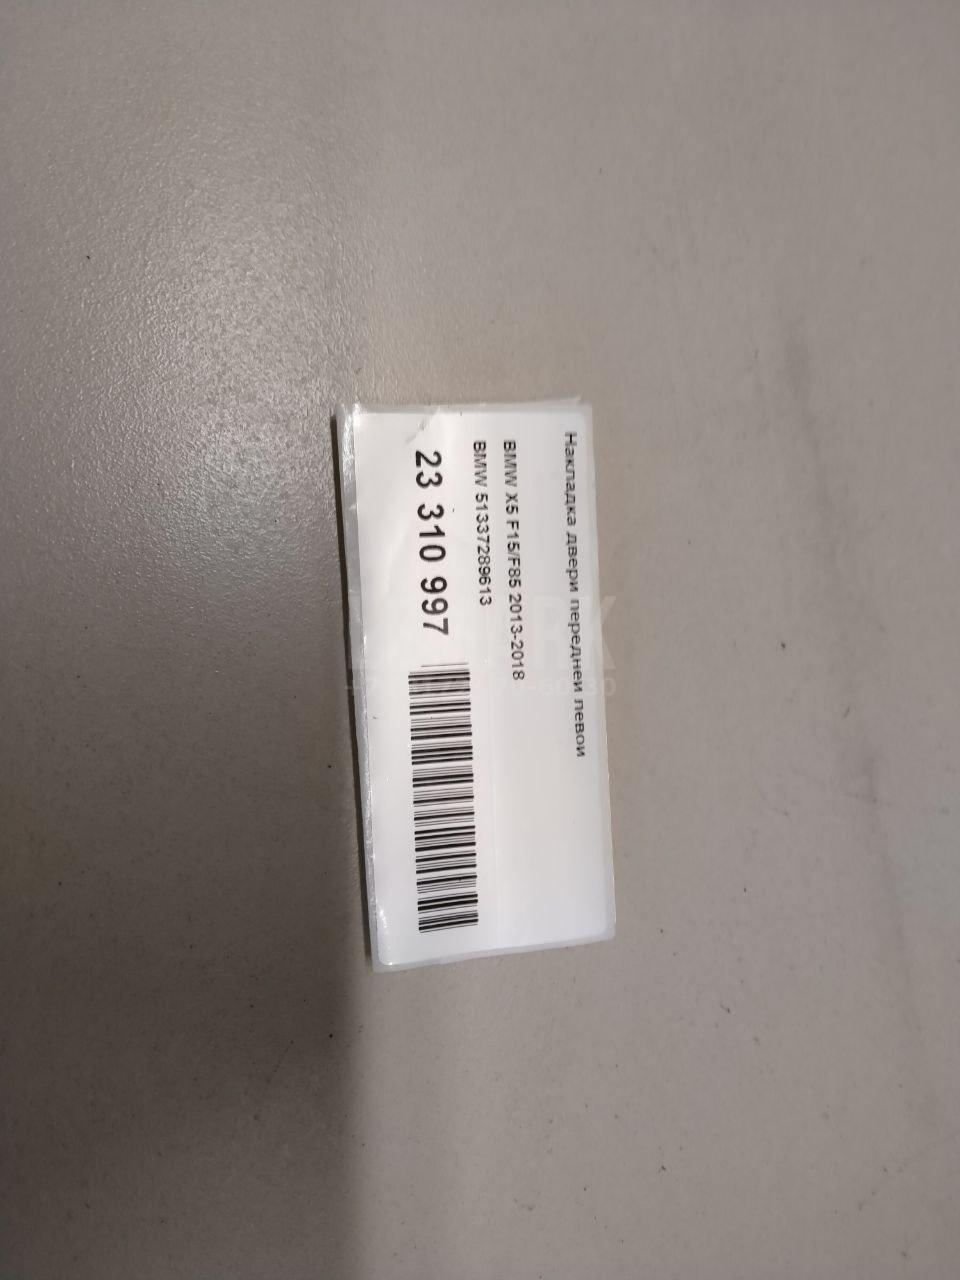 Накладка двери передней левой
BMW X5 F15/F85 2013-2018
BMW 51337289613
23 310 997